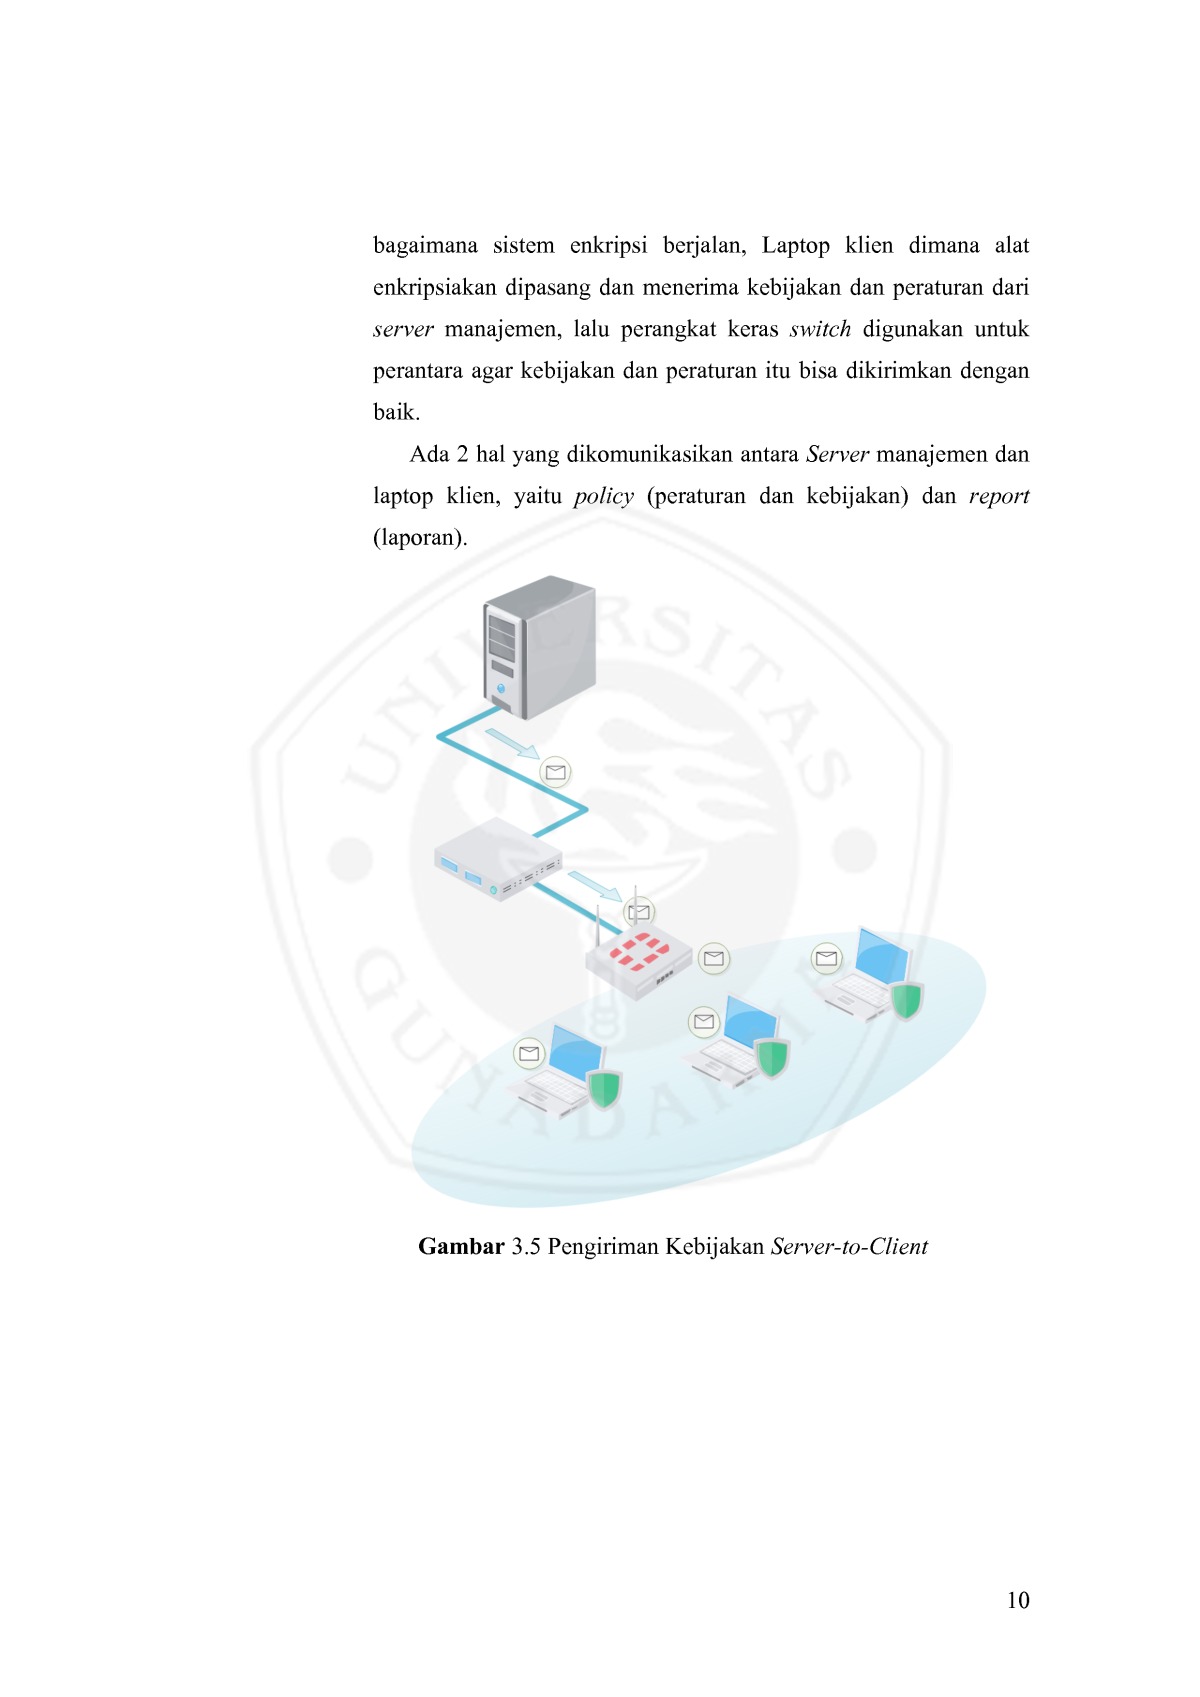 bagaimana sistem enkripsi berjalan, Laptop klien dimana alat
enkripsiakan dipasang dan menerima kebijakan dan peraturan dari
server manajemen, lalu perangkat keras switch digunakan untuk
perantara agar kebijakan dan peraturan itu bisa dikirimkan dengan
baik.
Ada 2 hal yang dikomunikasikan antara Server manajemen dan
laptop klien, yaitu policy (peraturan dan kebijakan) dan report
(laporan).
UNIVERSITAS
GUNADARMA
Gambar 3.5 Pengiriman Kebijakan Server-to-Client
10